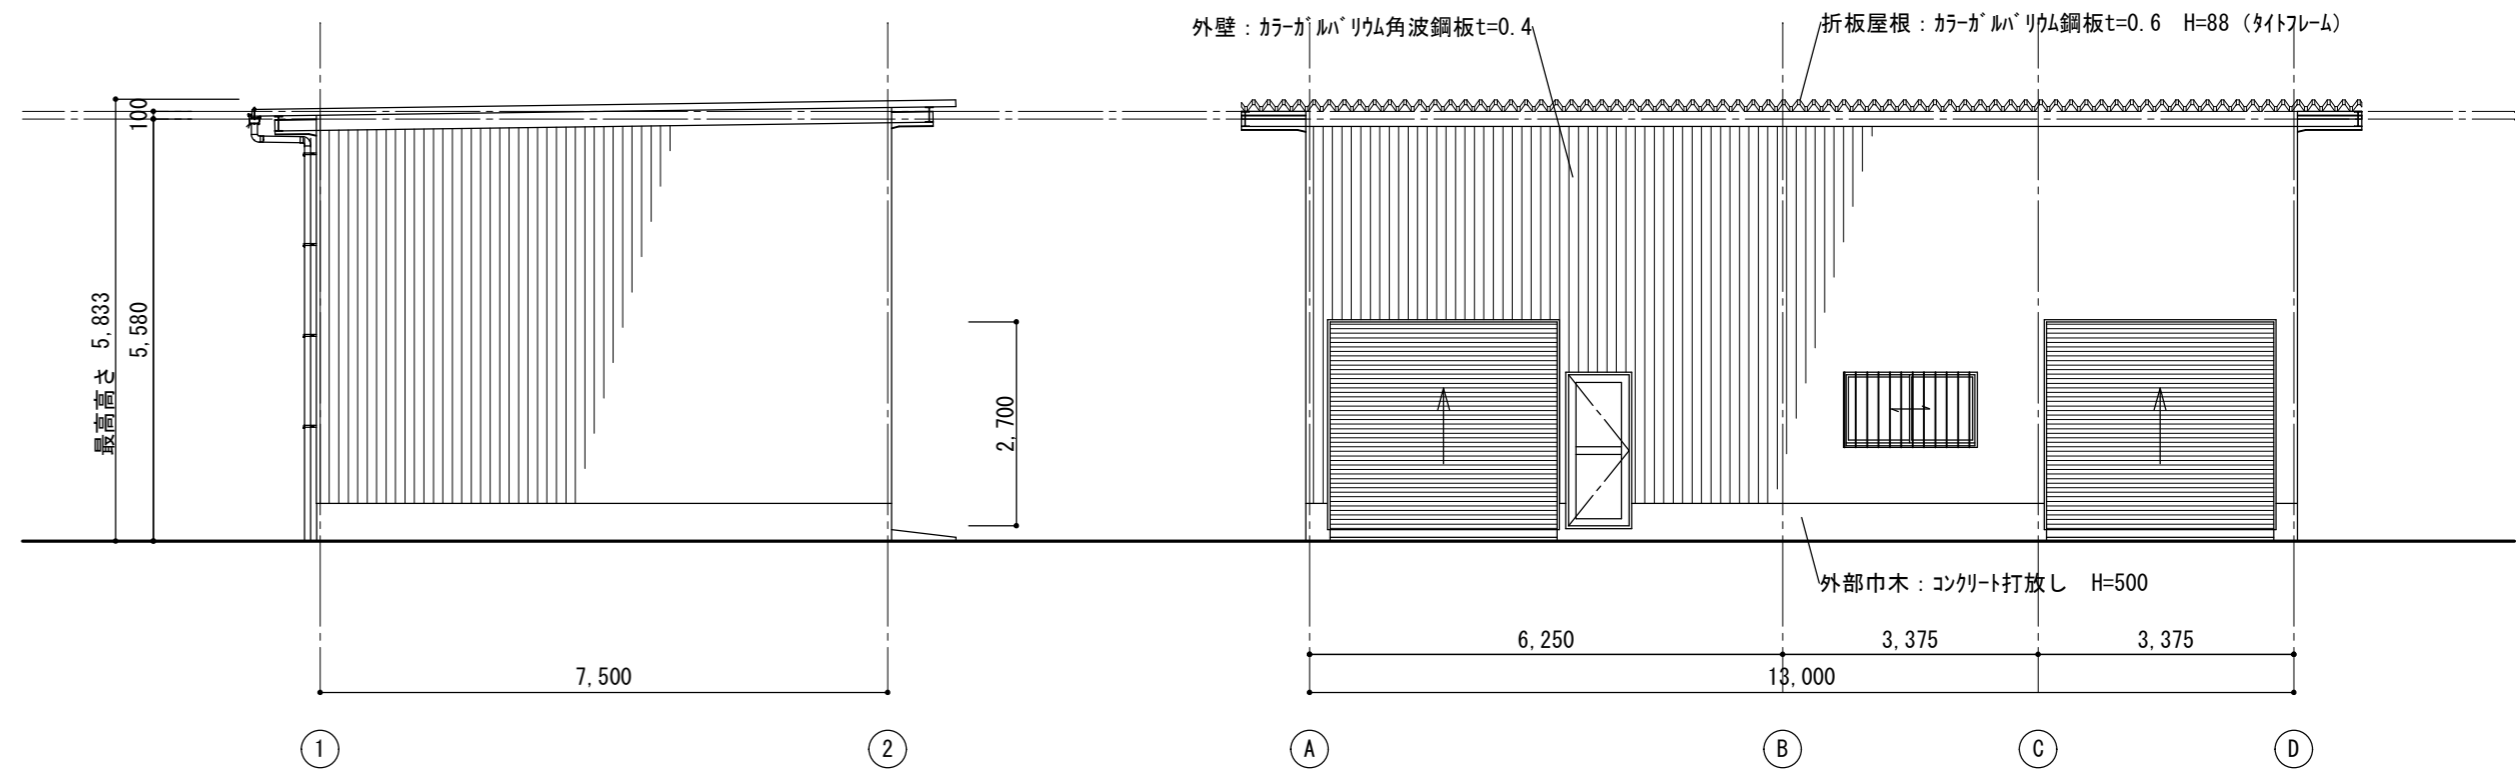 外壁：ｶﾗｰｶﾞﾙﾊﾞﾘｳﾑ角波鋼板t=0.4
折板屋根：ｶﾗｰｶﾞﾙﾊﾞﾘｳﾑ鋼板t=0.6　H=88（ﾀｲﾄﾌﾚｰﾑ）
100
最高高さ 5,833
5,580
2,700
外部巾木：ｺﾝｸﾘｰﾄ打放し　H=500
6,250
3,375
3,375
7,500
13,000
1
2
A
B
C
D